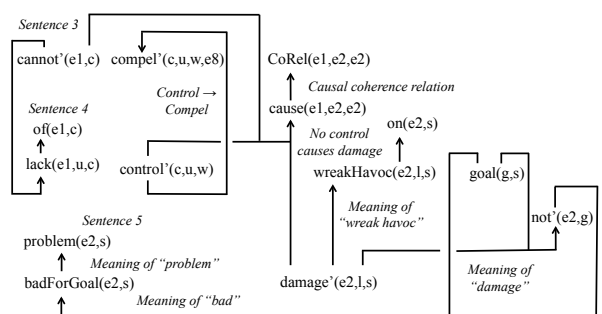 Sentence 3
cannot'(e1,c) compel'(c,u,w,e8) CoRel(e1,e2,e2)
Control → Compel
Causal coherence relation
Sentence 4
of(e1,c)
cause(e1,e2,e2)
on(e2,s)
No control causes damage
lack(e1,u,c) control'(c,u,w) wreakHavoc(e2,l,s) goal(g,s)
Sentence 5
Meaning of "wreak havoc"
not'(e2,g)
problem(e2,s)
Meaning of "problem"
badForGoal(e2,s) damage'(e2,l,s)
Meaning of "damage"
Meaning of "bad"